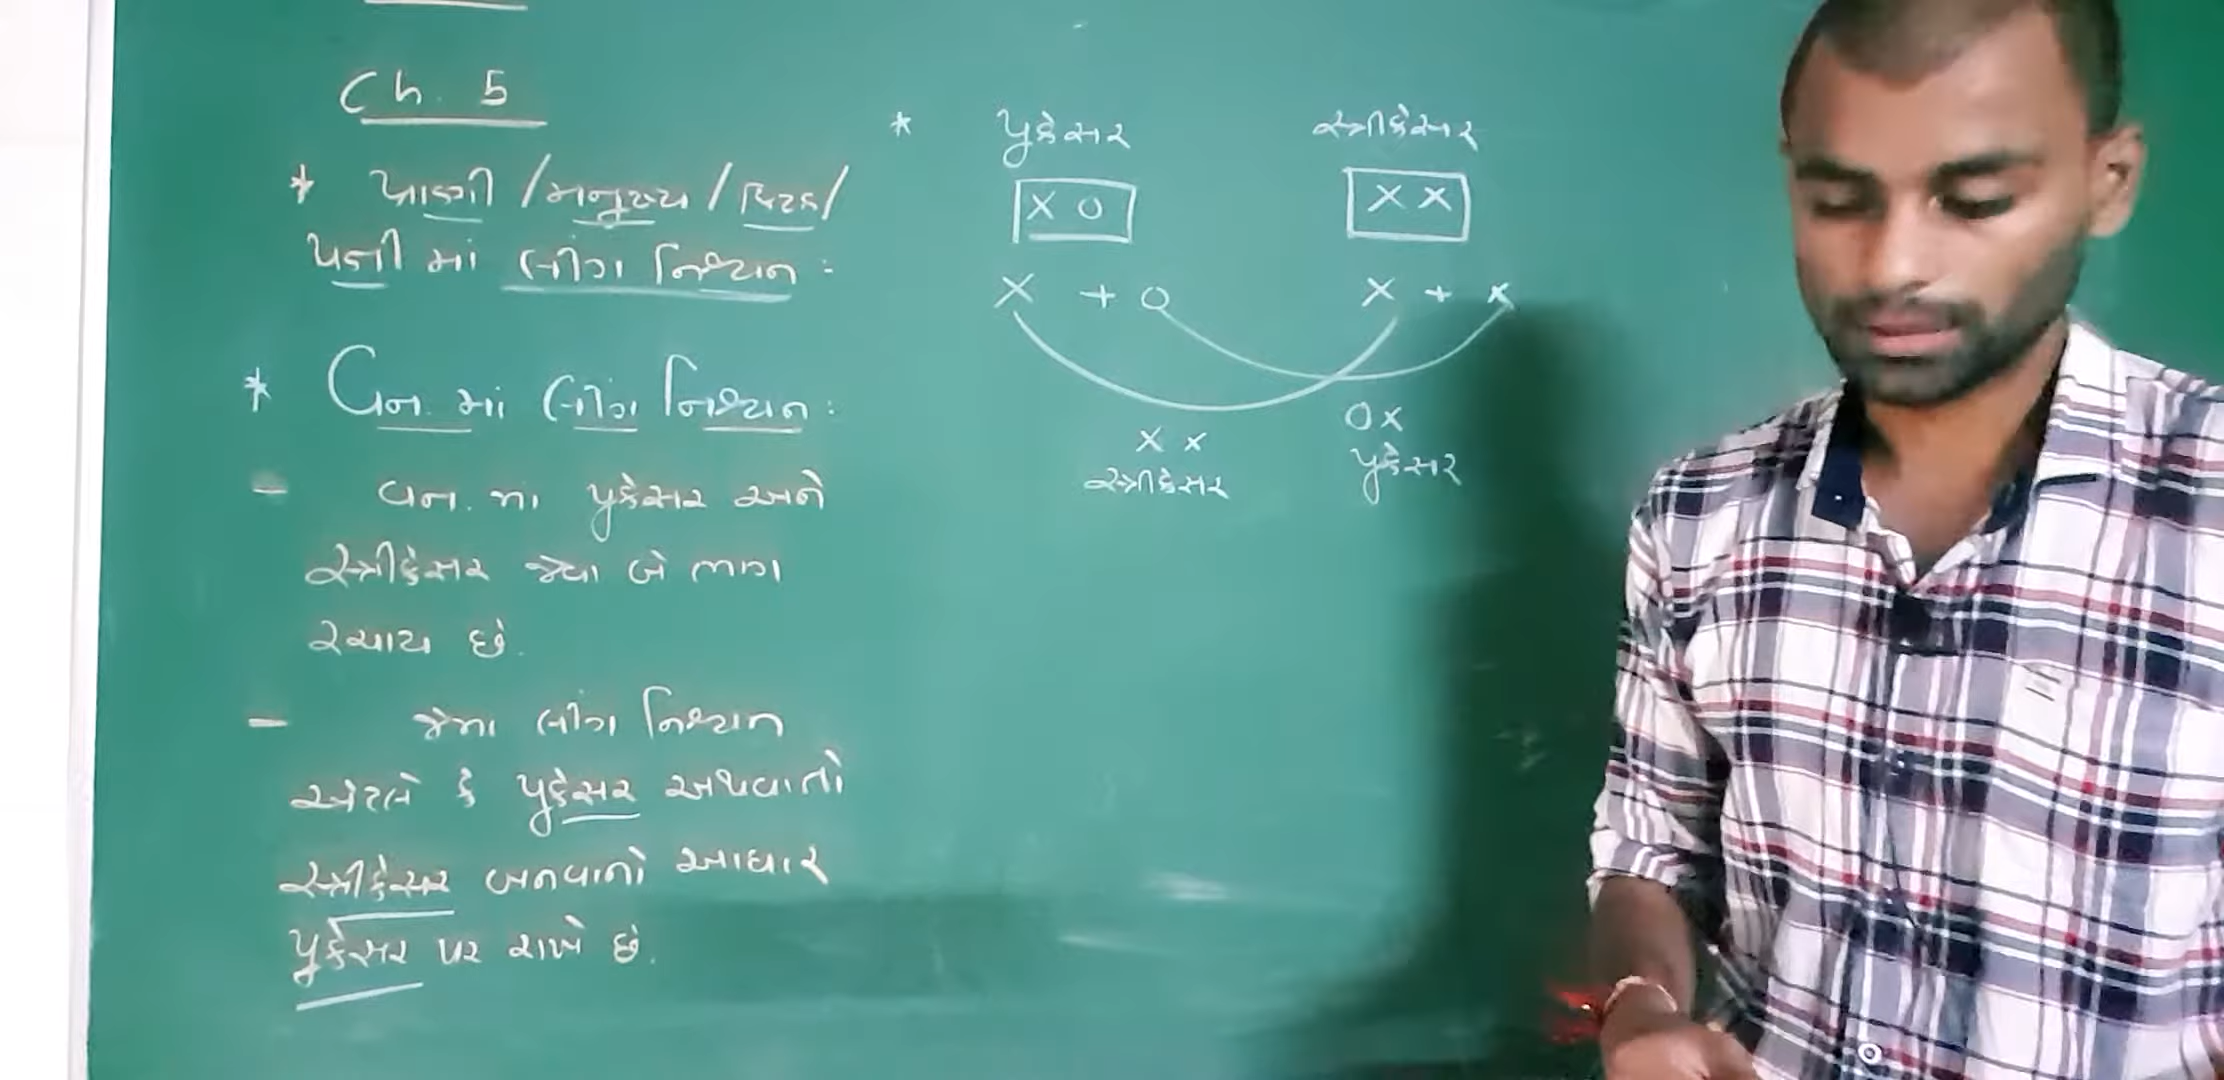 Ch. 5
* પ્રાણી / મનુષ્ય / કિટક /
પક્ષી માં લીંગ નિશ્ચયન :
* વન. માં લીંગ નિશ્ચયન :
- વન. માં પુકેસર અને
સ્ત્રીકેસર જેવા બે ભાગ
રચાય છે.
- જેમા લીંગ નિશ્ચયન
એટલે કે પુકેસર અથવાતો
સ્ત્રીકેસર બનવાનો આધાર
પુકેસર પર રાખે છે.
* પુકેસર સ્ત્રીકેસર
X O X X
X + O X + X
X X O X
સ્ત્રીકેસર પુકેસર